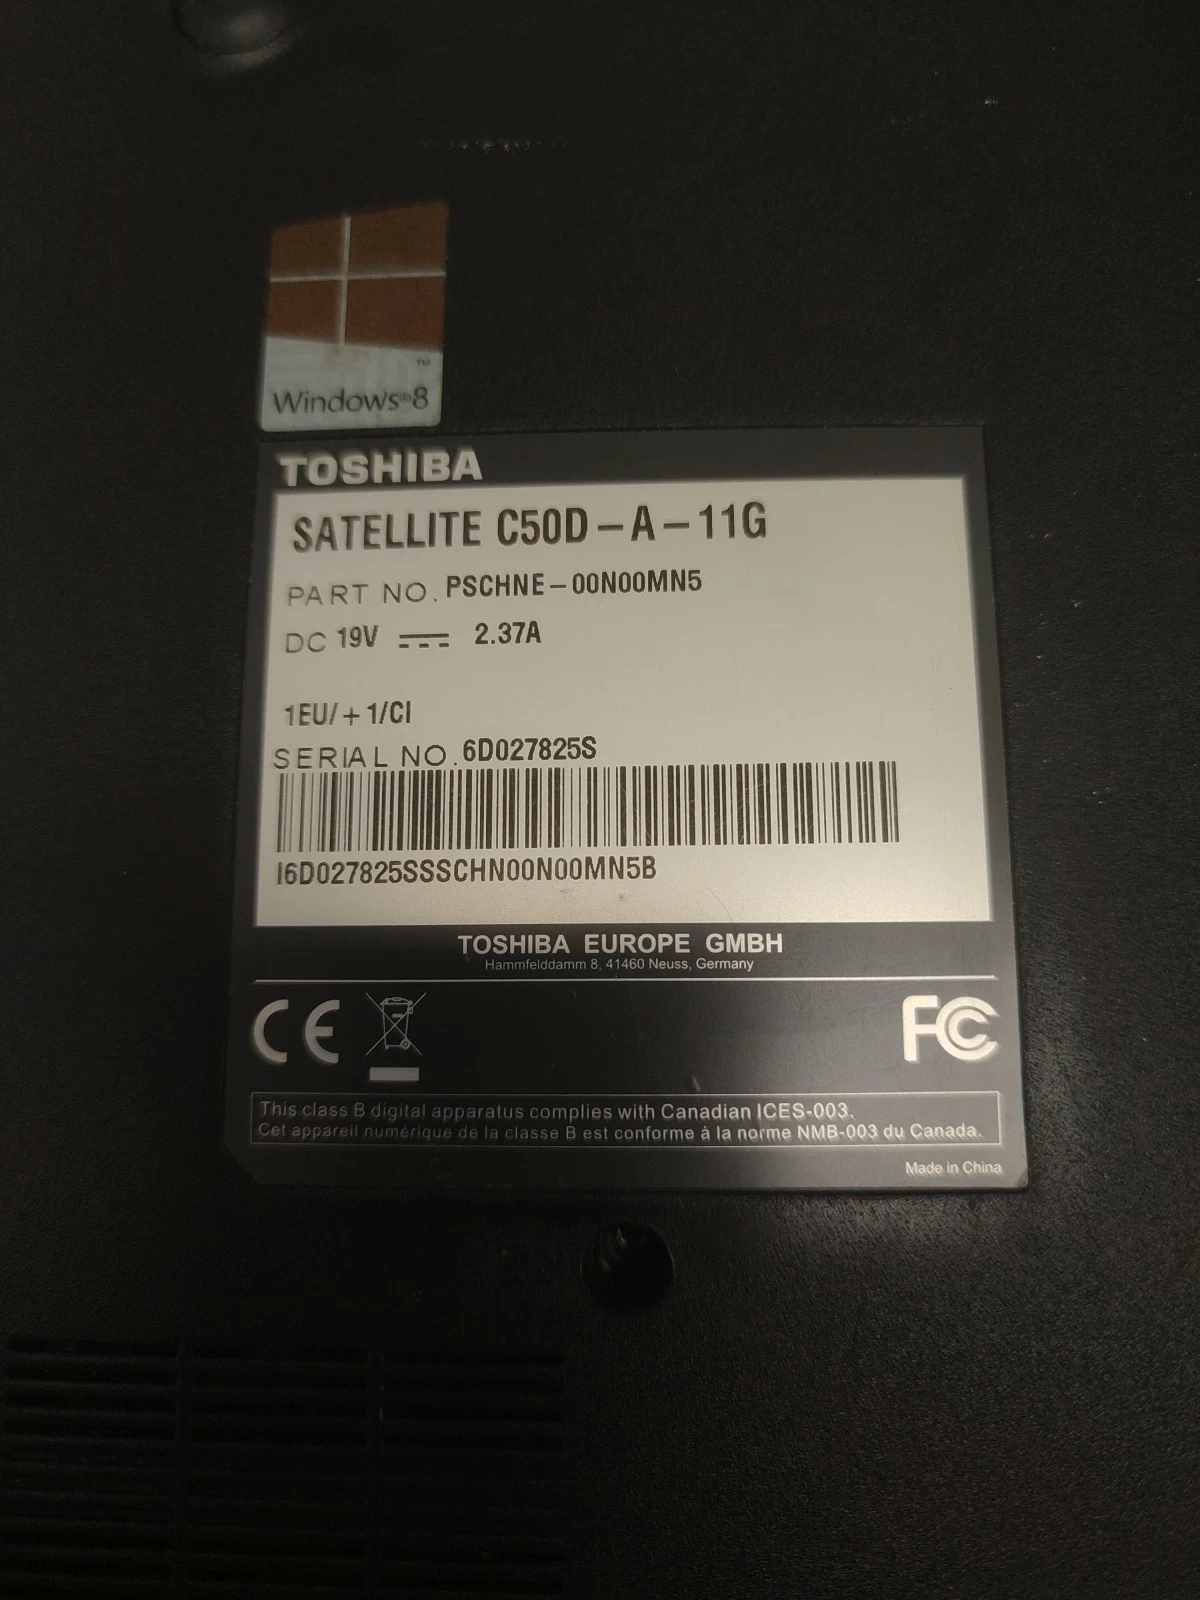 Windows®8
™
TOSHIBA
SATELLITE C50D-A-11G
PART NO. PSCHNE-00N00MN5
DC 19V ⎓ 2.37A
1EU/+1/CI
SERIAL NO. 6D027825S
I6D027825SSSCHN00N00MN5B
TOSHIBA EUROPE GMBH
Hammfelddamm 8, 41460 Neuss, Germany
CE
FC
This class B digital apparatus complies with Canadian ICES-003.
Cet appareil numérique de la classe B est conforme à la norme NMB-003 du Canada.
Made in China